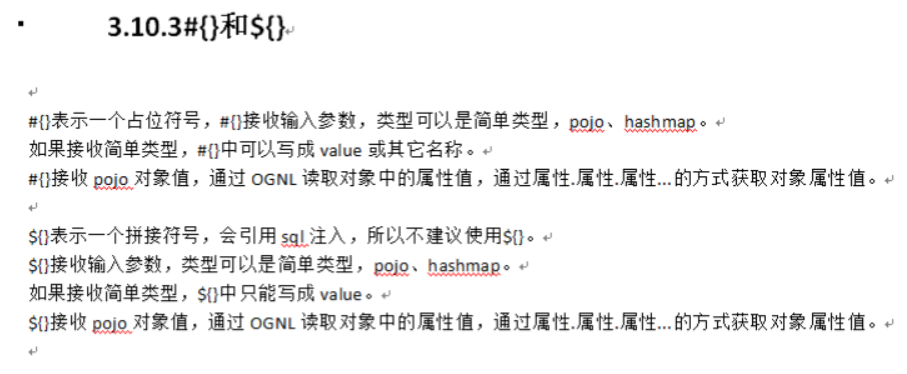 ▪ 3.10.3#{}和${}
#{}表示一个占位符号，#{}接收输入参数，类型可以是简单类型，pojo、hashmap。
如果接收简单类型，#{}中可以写成 value 或其它名称。
#{}接收 pojo 对象值，通过 OGNL 读取对象中的属性值，通过属性.属性.属性...的方式获取对象属性值。
${}表示一个拼接符号，会引用 sql 注入，所以不建议使用${}。
${}接收输入参数，类型可以是简单类型，pojo、hashmap。
如果接收简单类型，${}中只能写成 value。
${}接收 pojo 对象值，通过 OGNL 读取对象中的属性值，通过属性.属性.属性...的方式获取对象属性值。